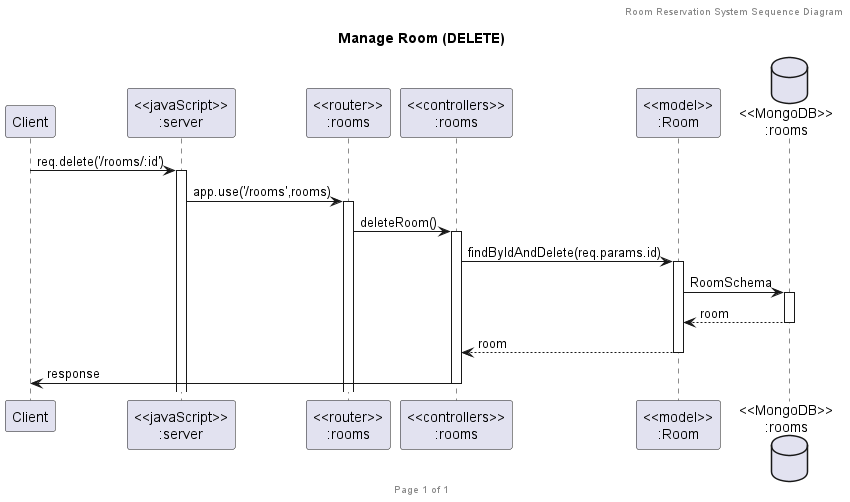 Room Reservation System Sequence Diagram
Manage Room (DELETE)
Client
<<javaScript>>
:server
<<router>>
:rooms
<<controllers>>
:rooms
<<model>>
:Room
<<MongoDB>>
:rooms
req.delete('/rooms/:id')
app.use('/rooms',rooms)
deleteRoom()
findByIdAndDelete(req.params.id)
RoomSchema
room
room
response
Client
<<javaScript>>
:server
<<router>>
:rooms
<<controllers>>
:rooms
<<model>>
:Room
<<MongoDB>>
:rooms
Page 1 of 1